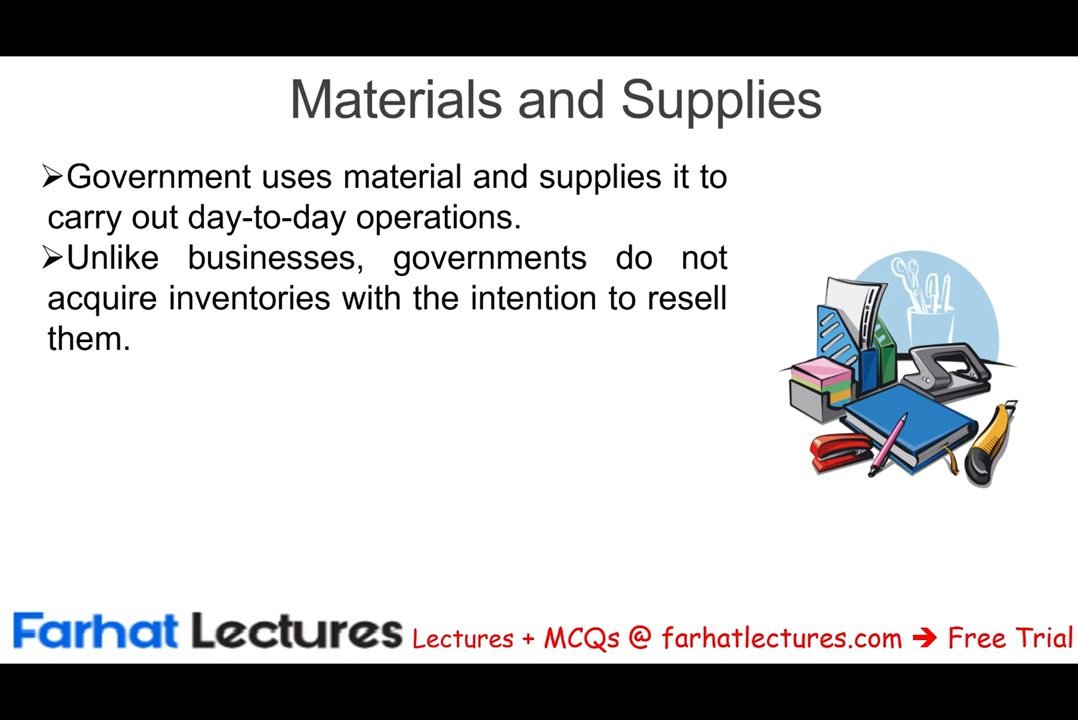 Materials and Supplies
➢Government uses material and supplies it to
carry out day-to-day operations.
➢Unlike businesses, governments do not
acquire inventories with the intention to resell
them.
Farhat Lectures Lectures + MCQs @ farhatlectures.com → Free Trial